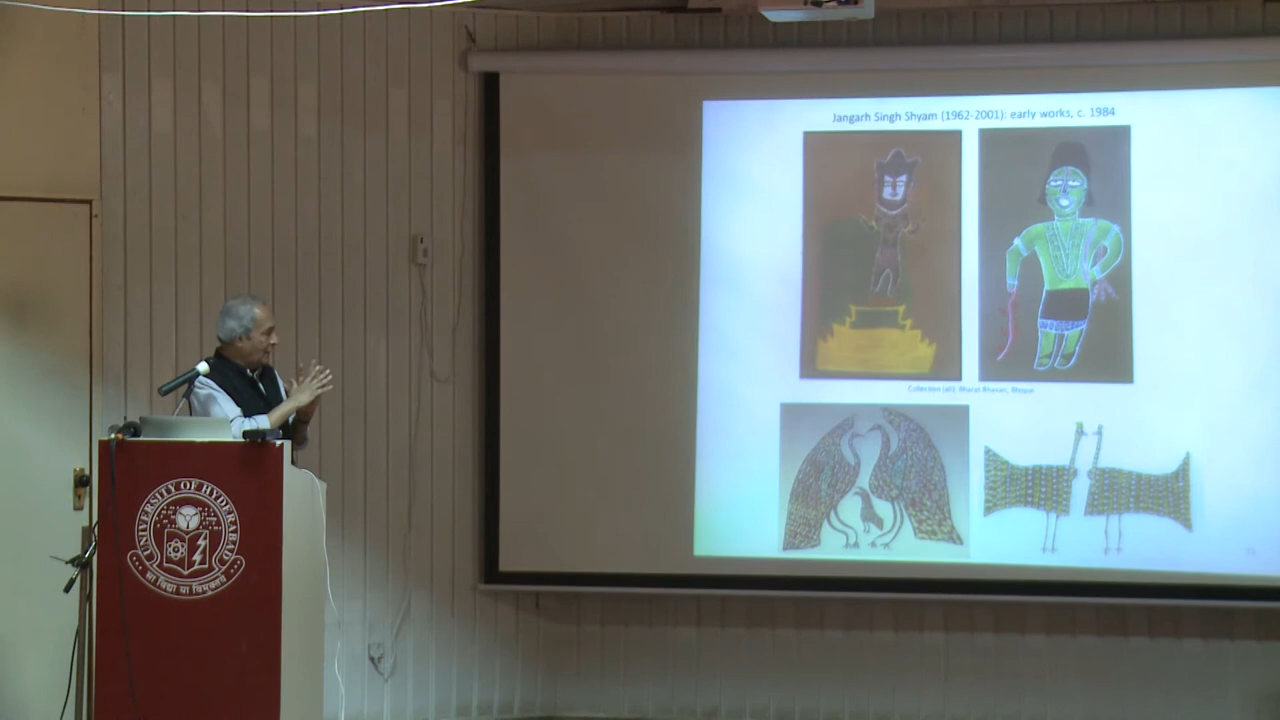 Jangarh Singh Shyam (1962-2001): early works, c. 1984
Collection (all): Bharat Bhavan, Bhopal
UNIVERSITY OF HYDERABAD
सा विद्या या विमुक्तये